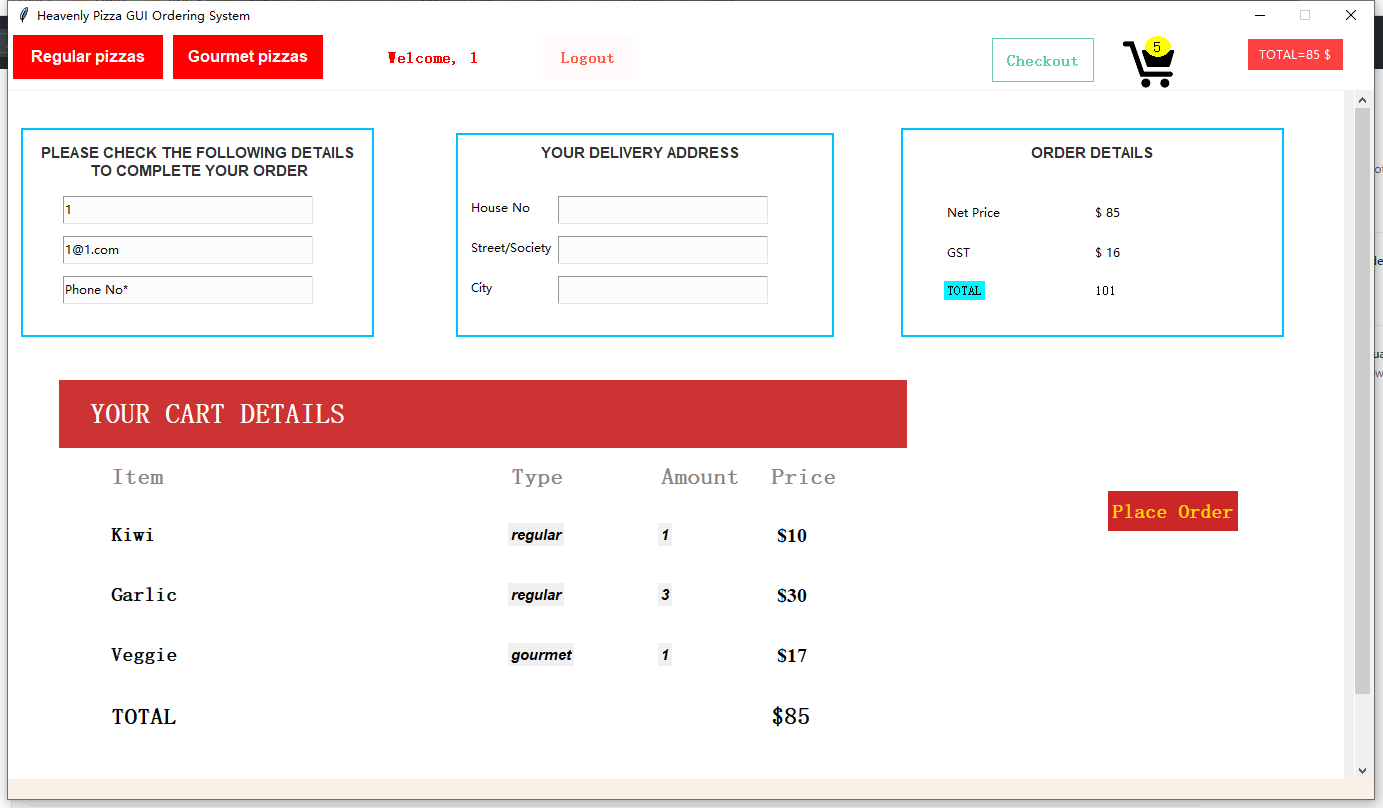 Heavenly Pizza GUI Ordering System
Regular pizzas
Gourmet pizzas
Welcome, 1
Logout
Checkout
5
TOTAL=85 $
PLEASE CHECK THE FOLLOWING DETAILS
TO COMPLETE YOUR ORDER
1
1@1.com
Phone No*
YOUR DELIVERY ADDRESS
House No
Street/Society
City
ORDER DETAILS
Net Price $ 85
GST $ 16
TOTAL 101
YOUR CART DETAILS
Item Type Amount Price
Kiwi regular 1 $10
Garlic regular 3 $30
Veggie gourmet 1 $17
TOTAL $85
Place Order